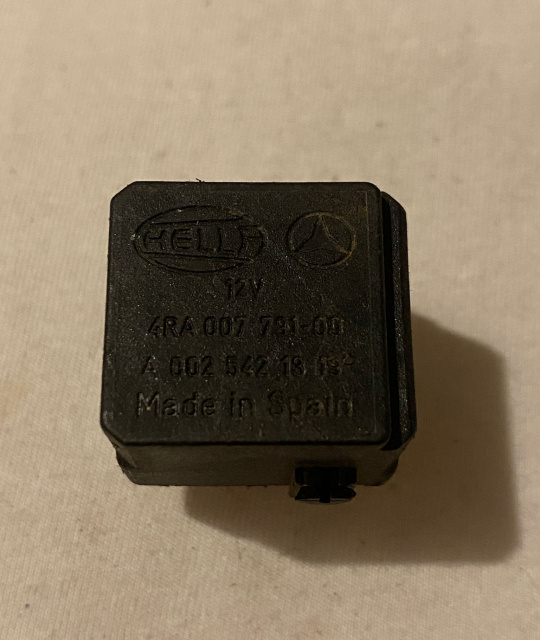 HELLA
12V
4RA 007 791-00
A 002 542 18 19
Made in Spain